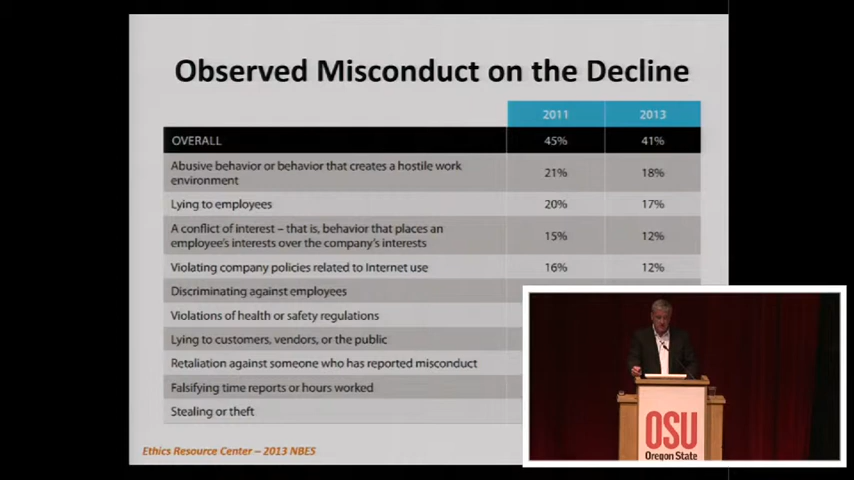 Observed Misconduct on the Decline
2011 2013
OVERALL 45% 41%
Abusive behavior or behavior that creates a hostile work
environment 21% 18%
Lying to employees 20% 17%
A conflict of interest – that is, behavior that places an
employee's interests over the company's interests 15% 12%
Violating company policies related to Internet use 16% 12%
Discriminating against employees
Violations of health or safety regulations
Lying to customers, vendors, or the public
Retaliation against someone who has reported misconduct
Falsifying time reports or hours worked
Stealing or theft
Ethics Resource Center – 2013 NBES
OSU
Oregon State